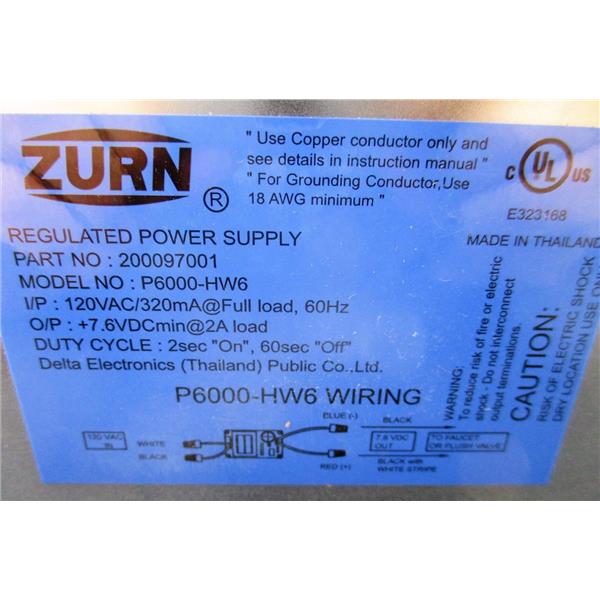 ZURN ®
" Use Copper conductor only and
see details in instruction manual "
" For Grounding Conductor,Use
18 AWG minimum "
C UL US
E323168
MADE IN THAILAND
REGULATED POWER SUPPLY
PART NO : 200097001
MODEL NO : P6000-HW6
I/P : 120VAC/320mA@Full load, 60Hz
O/P : +7.6VDCmin@2A load
DUTY CYCLE : 2sec "On", 60sec "Off"
Delta Electronics (Thailand) Public Co.,Ltd.
WARNING:
To reduce risk of fire or electric
shock - Do not interconnect
output terminations.
CAUTION:
RISK OF ELECTRIC SHOCK
DRY LOCATION USE ONLY
P6000-HW6 WIRING
120 VAC
IN
WHITE
BLACK
BLUE (-)
RED (+)
BLACK
7.6 VDC
OUT
BLACK with
WHITE STRIPE
TO FAUCET
OR FLUSH VALVE